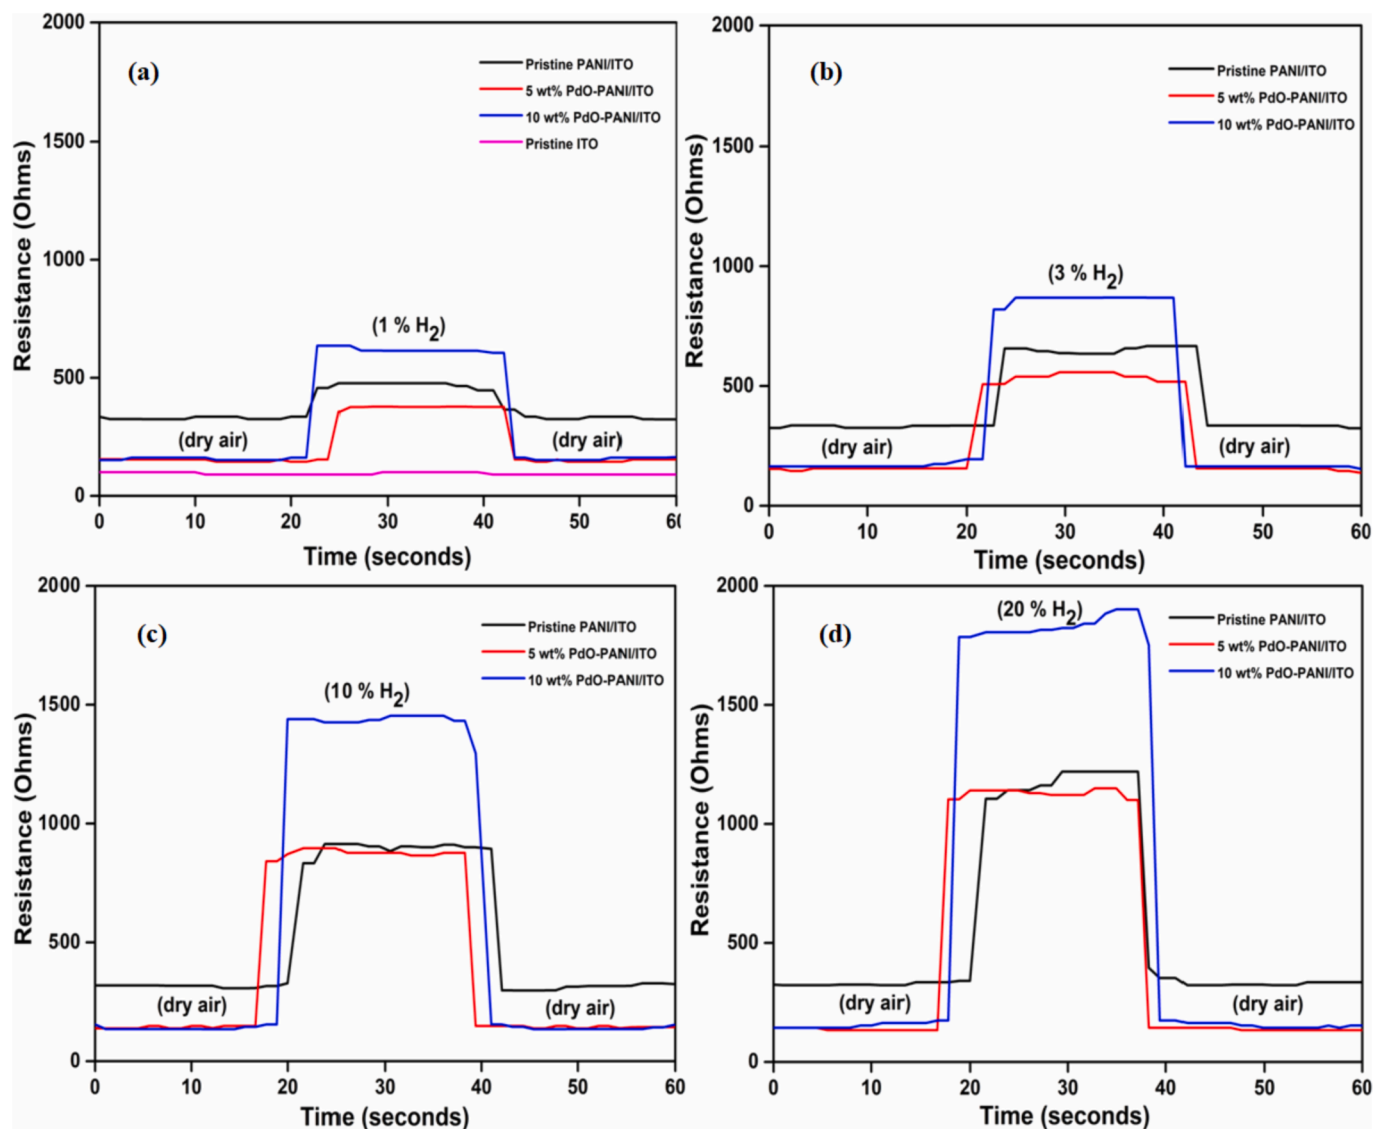 2000
1500
1000
500
0
Resistance (Ohms)
(a)
Pristine PANI/ITO
5 wt% PdO-PANI/ITO
10 wt% PdO-PANI/ITO
Pristine ITO
(1 % H2)
(dry air)
(dry air)
0 10 20 30 40 50 60
Time (seconds)
2000
1500
1000
500
0
Resistance (Ohms)
(b)
Pristine PANI/ITO
5 wt% PdO-PANI/ITO
10 wt% PdO-PANI/ITO
(3 % H2)
(dry air)
(dry air)
0 10 20 30 40 50 60
Time (seconds)
2000
1500
1000
500
0
Resistance (Ohms)
(c)
Pristine PANI/ITO
5 wt% PdO-PANI/ITO
10 wt% PdO-PANI/ITO
(10 % H2)
(dry air)
(dry air)
0 10 20 30 40 50 60
Time (seconds)
2000
1500
1000
500
0
Resistance (Ohms)
(d)
(20 % H2)
Pristine PANI/ITO
5 wt% PdO-PANI/ITO
10 wt% PdO-PANI/ITO
(dry air)
(dry air)
0 10 20 30 40 50 60
Time (seconds)